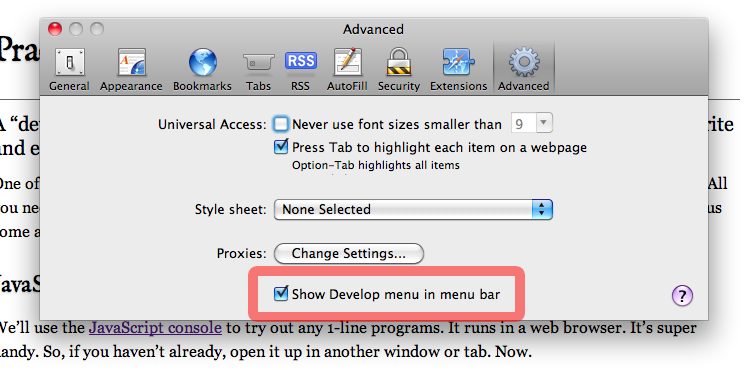 Advanced
Pra
General Appearance Bookmarks Tabs RSS RSS AutoFill Security Extensions Advanced
A “de
rite
and e
Universal Access: Never use font sizes smaller than 9
Press Tab to highlight each item on a webpage
Option-Tab highlights all items
One of
All
you nee
us
ome a
Style sheet: None Selected
Proxies: Change Settings...
JavaS
Show Develop menu in menu bar
?
We’ll use the JavaScript console to try out any 1-line programs. It runs in a web browser. It’s super
andy. So, if you haven’t already, open it up in another window or tab. Now.